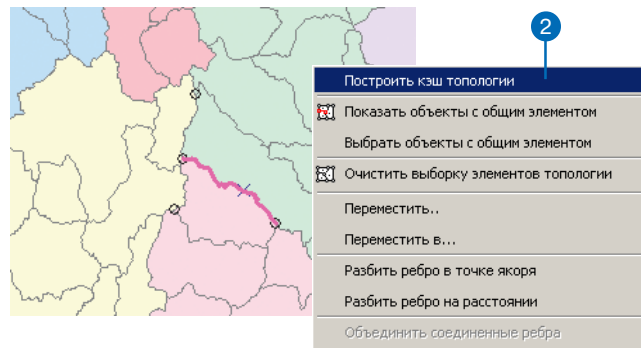 2
Построить кэш топологии
Показать объекты с общим элементом
Выбрать объекты с общим элементом
Очистить выборку элементов топологии
Переместить..
Переместить в...
Разбить ребро в точке якоря
Разбить ребро на расстоянии
Объединить соединенные ребра